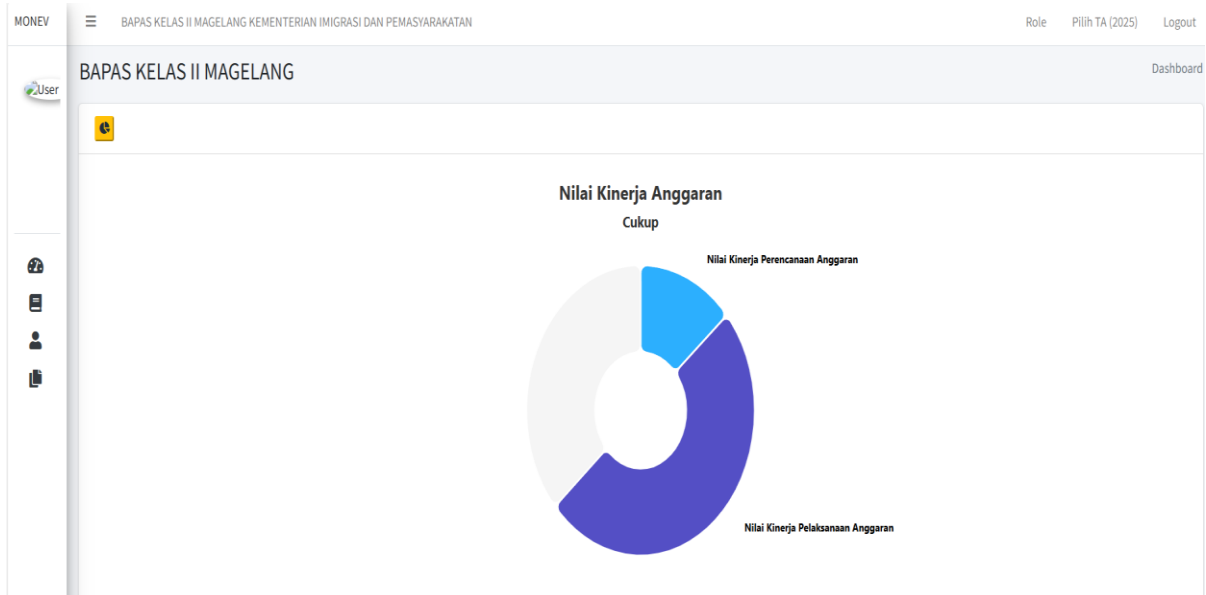 MONEV
BAPAS KELAS II MAGELANG KEMENTERIAN IMIGRASI DAN PEMASYARAKATAN
Role
Pilih TA (2025)
Logout
User
BAPAS KELAS II MAGELANG
Dashboard
Nilai Kinerja Anggaran
Cukup
Nilai Kinerja Perencanaan Anggaran
Nilai Kinerja Pelaksanaan Anggaran